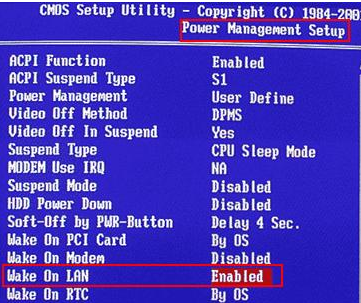 CMOS Setup Utility - Copyright (C) 1984-200
Power Management Setup
ACPI Function Enabled
ACPI Suspend Type S1
Power Management User Define
Video Off Method DPMS
Video Off In Suspend Yes
Suspend Type CPU Sleep Mode
MODEM Use IRQ NA
Suspend Mode Disabled
HDD Power Down Disabled
Soft-Off by PWR-Button Delay 4 Sec.
Wake On PCI Card By OS
Wake On Modem Disabled
Wake On LAN Enabled
Wake On RTC By OS